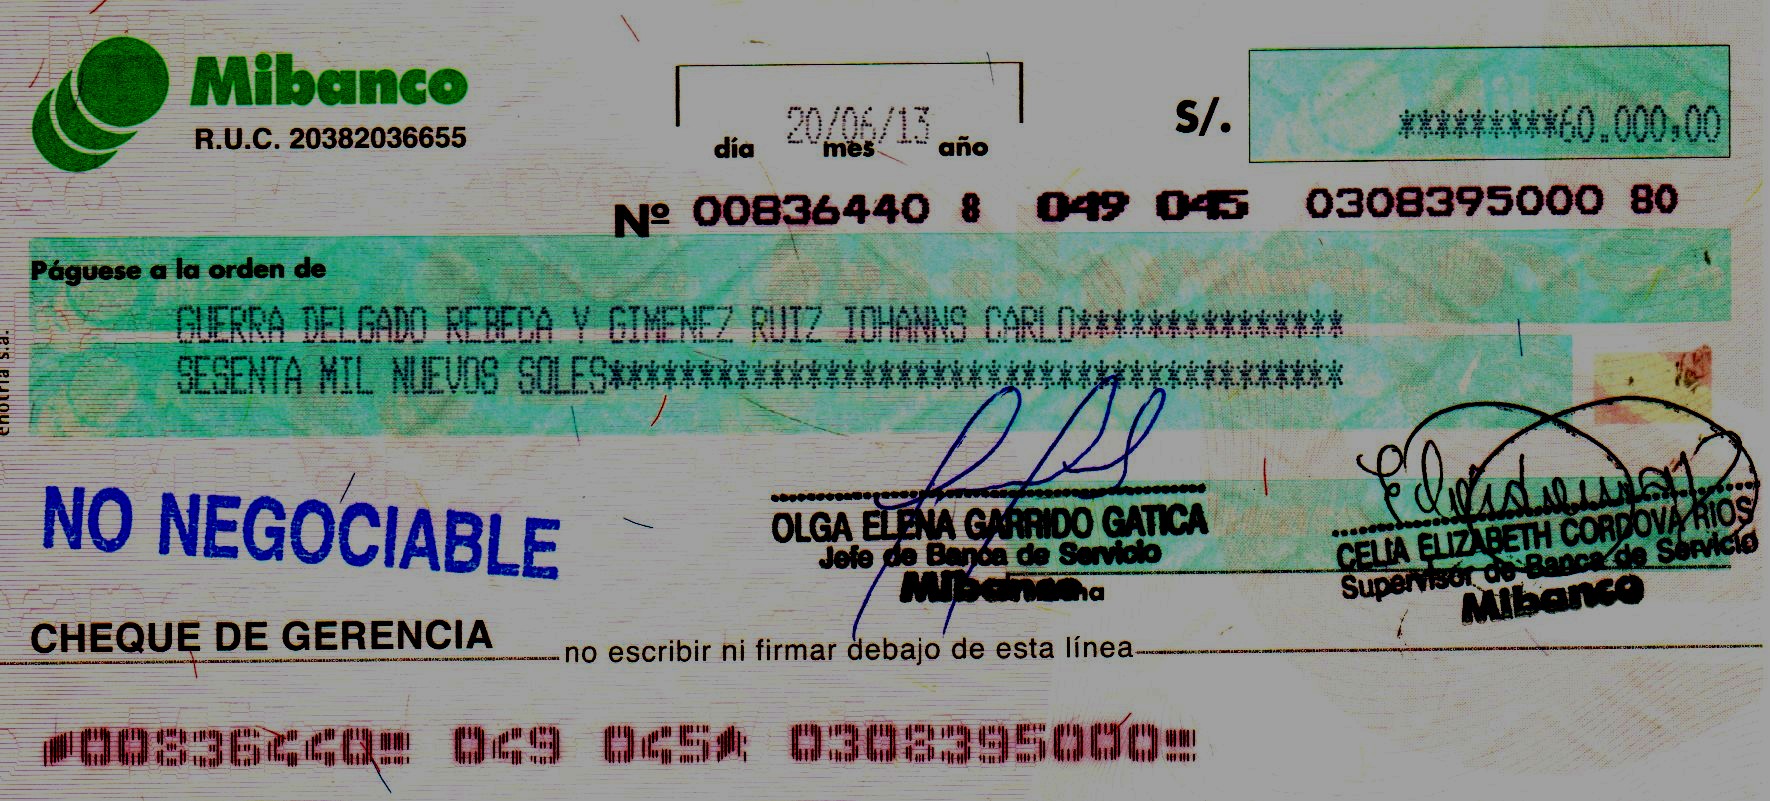 Mibanco
R.U.C. 20382036655
20/06/13
día mes año
S/. *********60.000,00
Nº 00836440 8 049 045 0308395000 80
Páguese a la orden de
GUERRA DELGADO REBECA Y GIMENEZ RUIZ IOHANNS CARLO***************
SESENTA MIL NUEVOS SOLES*****************************************
enotria s.a.
NO NEGOCIABLE
OLGA ELENA GARRIDO GATICA
Jefe de Banca de Servicio
Mibanco
CELIA ELIZABETH CORDOVA RIOS
Supervisor de Banca de Servicio
Mibanco
CHEQUE DE GERENCIA
no escribir ni firmar debajo de esta línea
00836440 049 045 0308395000